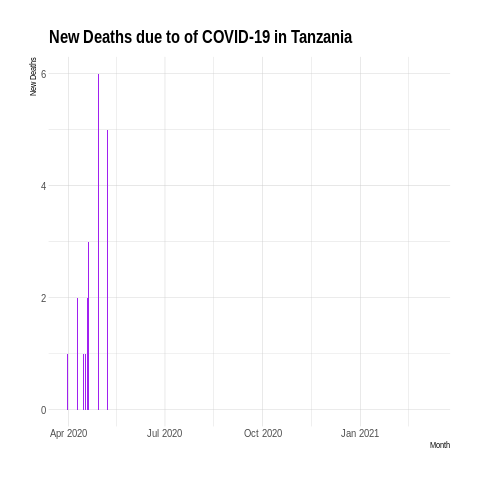 New Deaths due to of COVID-19 in Tanzania
New Deaths
6
4
2
0
Apr 2020 Jul 2020 Oct 2020 Jan 2021
Month